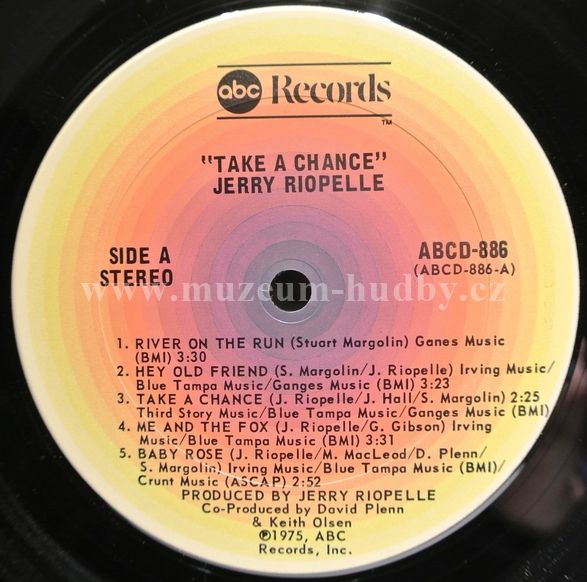 abc Records
TM
"TAKE A CHANCE"
JERRY RIOPELLE
SIDE A
STEREO
ABCD-886
(ABCD-886-A)
www.muzeum-hudby.cz
1. RIVER ON THE RUN (Stuart Margolin) Ganes Music
(BMI) 3:30
2. HEY OLD FRIEND (S. Margolin/J. Riopelle) Irving Music/
Blue Tampa Music/Ganges Music (BMI) 3:23
3. TAKE A CHANCE (J. Riopelle/J. Hall/S. Margolin) 2:25
Third Story Music/Blue Tampa Music/Ganges Music (BMI)
4. ME AND THE FOX (J. Riopelle/G. Gibson) Irving
Music/Blue Tampa Music (BMI) 3:31
5. BABY ROSE (J. Riopelle/M. MacLeod/D. Plenn/
S. Margolin) Irving Music/Blue Tampa Music (BMI)/
Crunt Music (ASCAP) 2:52
PRODUCED BY JERRY RIOPELLE
Co-Produced by David Plenn
& Keith Olsen
℗1975, ABC
Records, Inc.